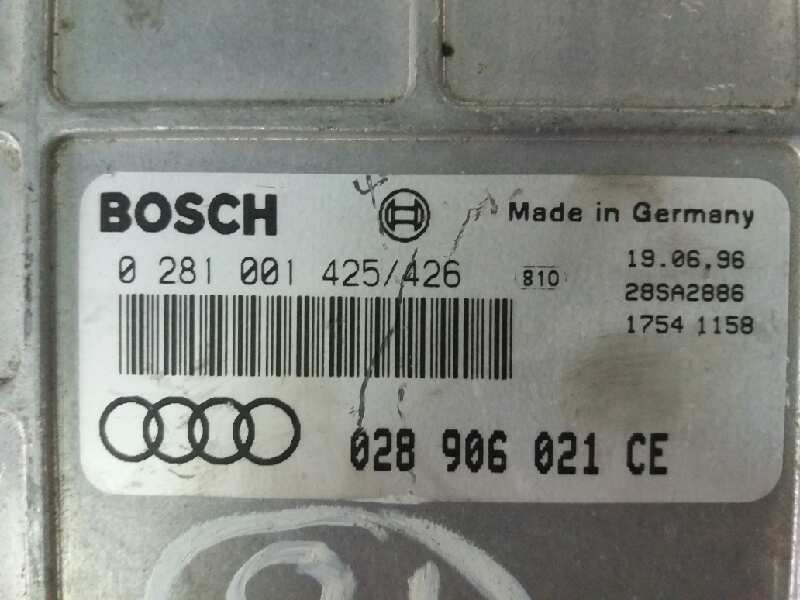 BOSCH
Made in Germany
0 281 001 425/426
810
19.06.96
28SA2886
1754 1158
028 906 021 CE